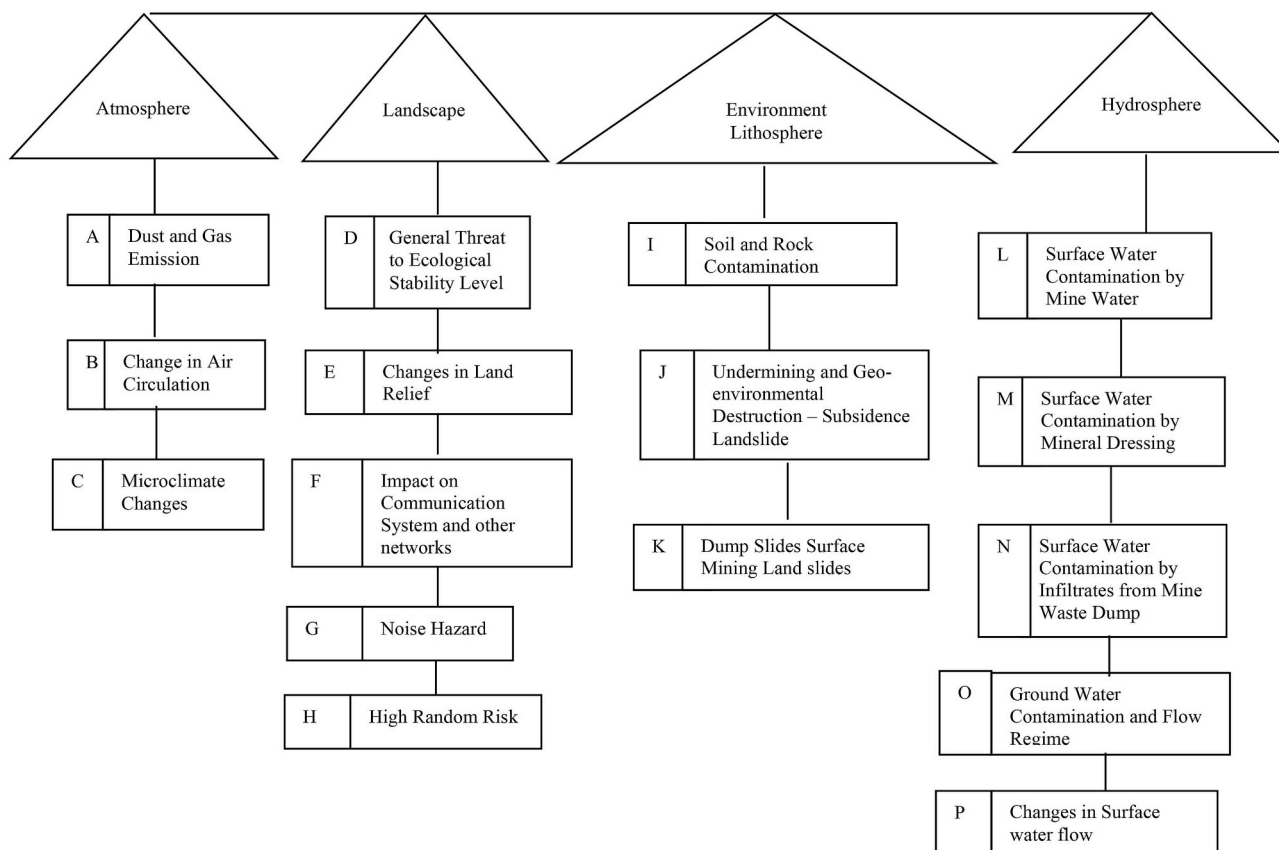 Atmosphere
Landscape
Environment
Lithosphere
Hydrosphere
A
Dust and Gas
Emission
B
Change in Air
Circulation
C
Microclimate
Changes
D
General Threat
to Ecological
Stability Level
E
Changes in Land
Relief
F
Impact on
Communication
System and other
networks
G
Noise Hazard
H
High Random Risk
I
Soil and Rock
Contamination
J
Undermining and Geo-
environmental
Destruction – Subsidence
Landslide
K
Dump Slides Surface
Mining Land slides
L
Surface Water
Contamination by
Mine Water
M
Surface Water
Contamination by
Mineral Dressing
N
Surface Water
Contamination by
Infiltrates from Mine
Waste Dump
O
Ground Water
Contamination and Flow
Regime
P
Changes in Surface
water flow